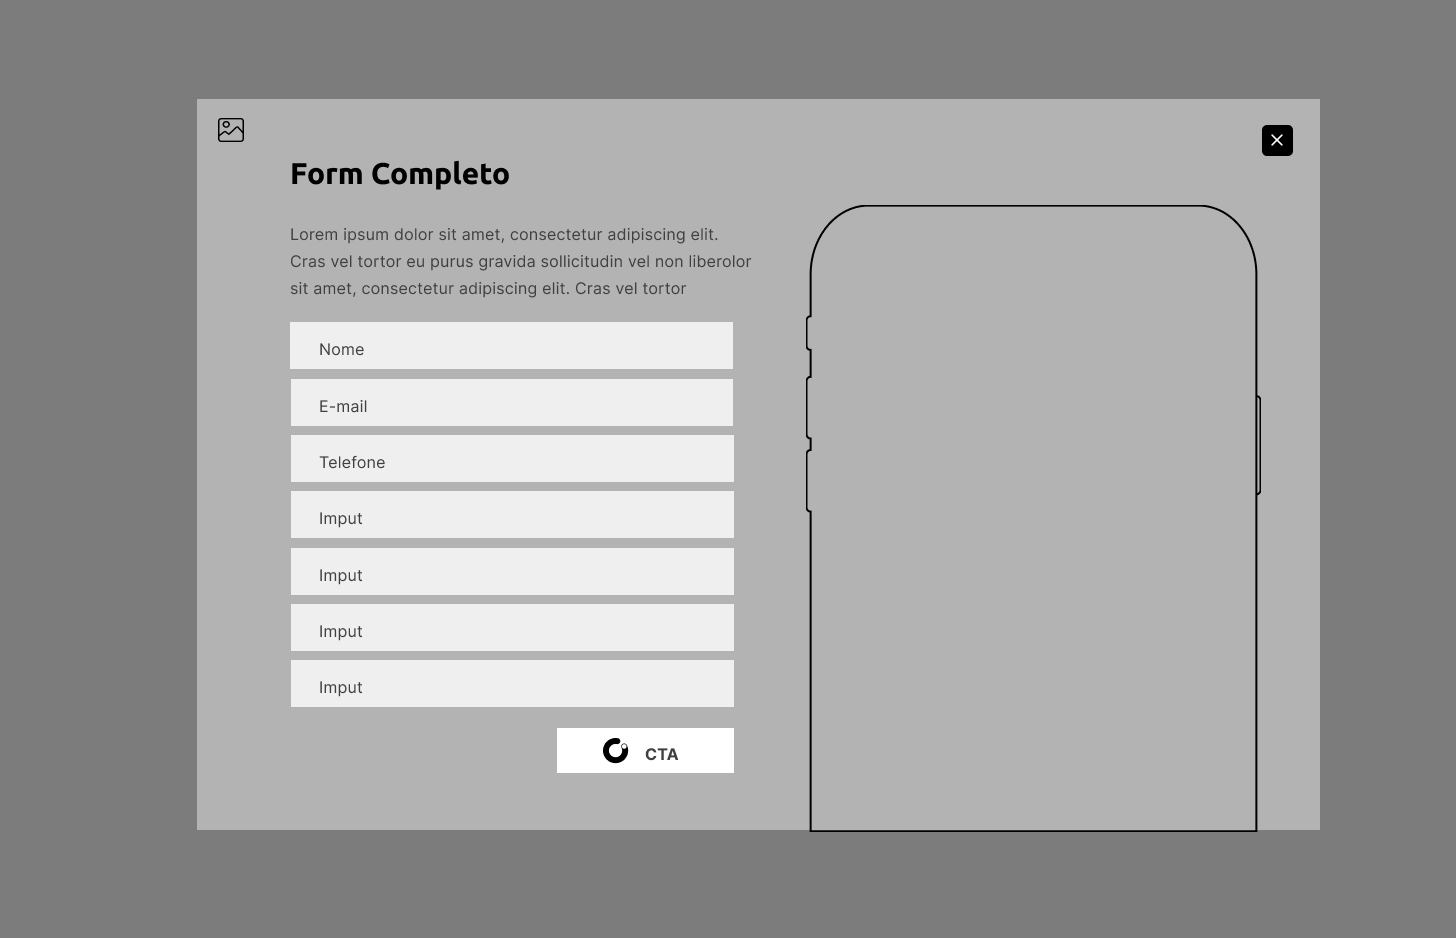 Form Completo
Lorem ipsum dolor sit amet, consectetur adipiscing elit.
Cras vel tortor eu purus gravida sollicitudin vel non liberolor
sit amet, consectetur adipiscing elit. Cras vel tortor
Nome
E-mail
Telefone
Imput
Imput
Imput
Imput
CTA